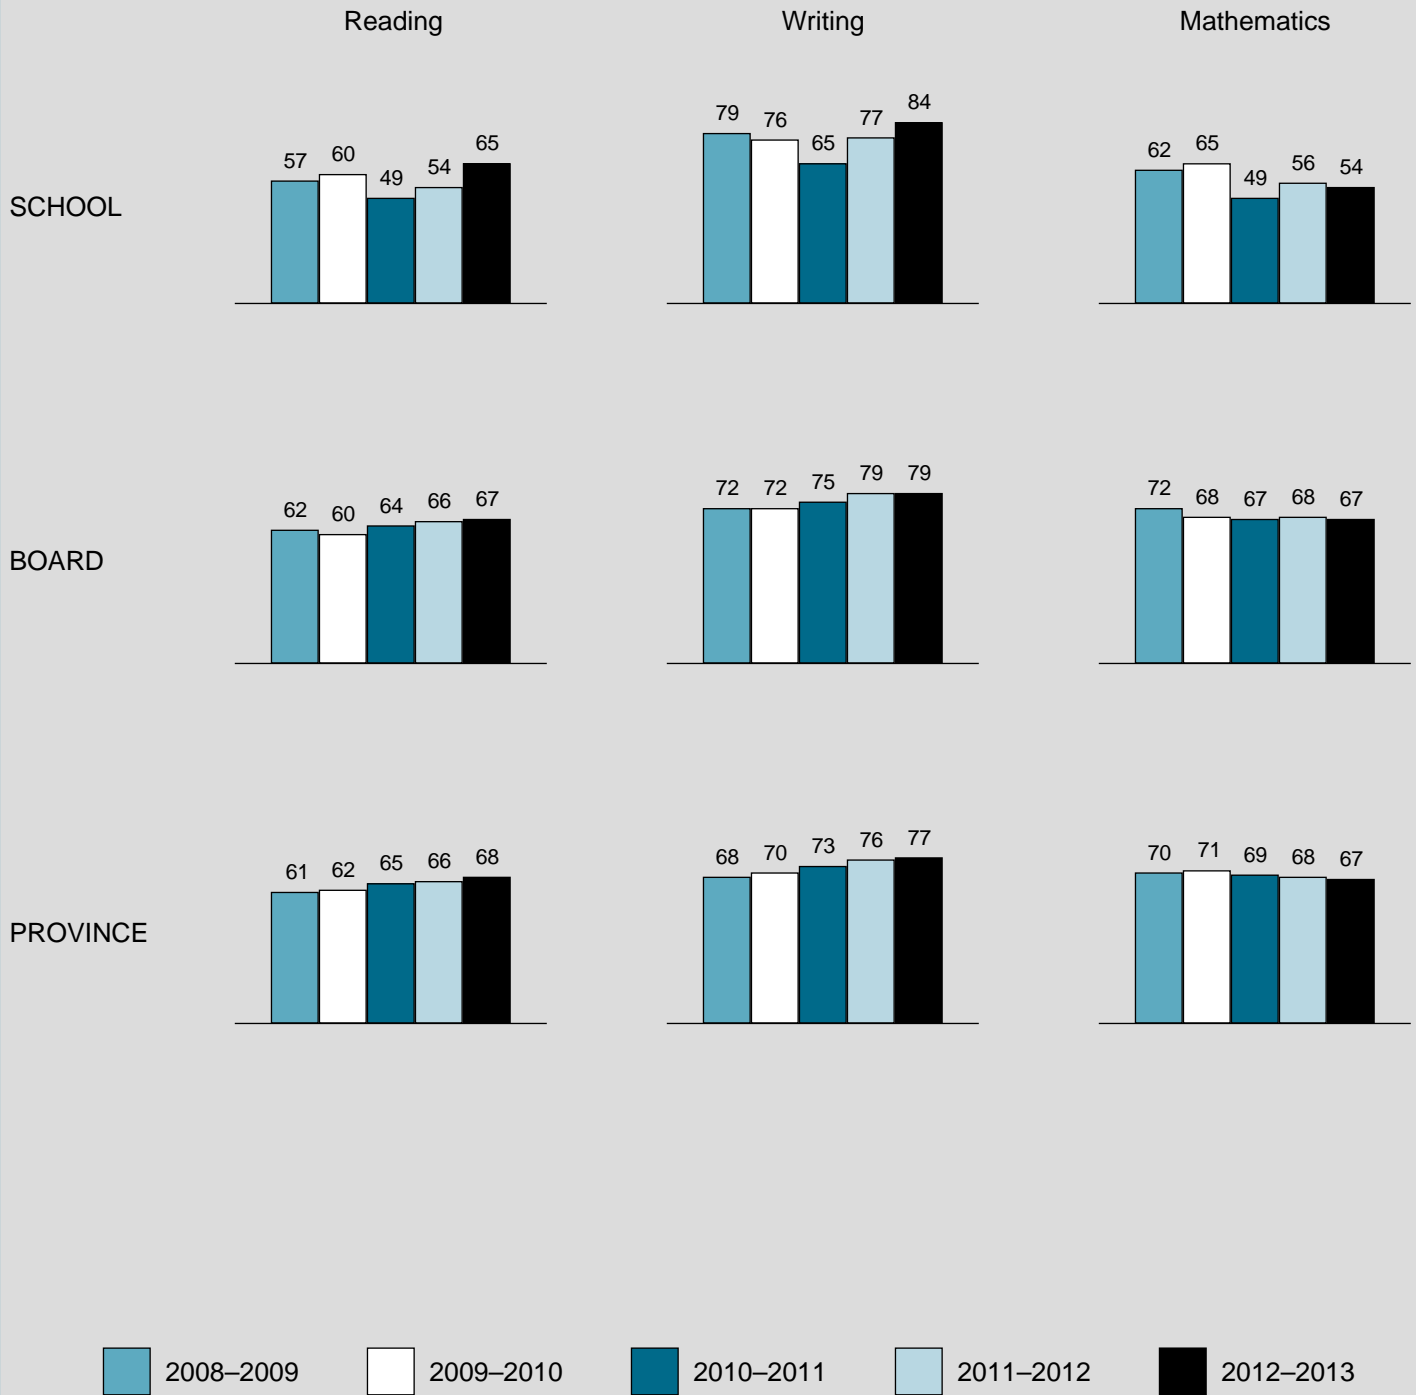 Reading Writing Mathematics
SCHOOL
57 60 49 54 65
79 76 65 77 84
62 65 49 56 54
BOARD
62 60 64 66 67
72 72 75 79 79
72 68 67 68 67
PROVINCE
61 62 65 66 68
68 70 73 76 77
70 71 69 68 67
2008–2009 2009–2010 2010–2011 2011–2012 2012–2013